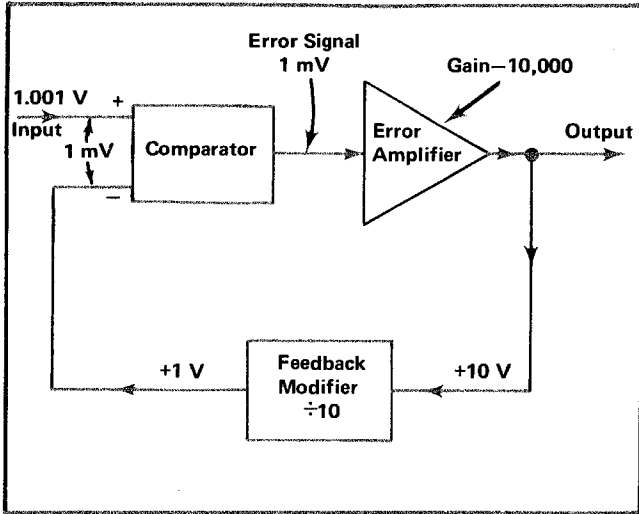 Error Signal
1 mV
Gain—10,000
1.001 V
+
Input
1 mV
−
Comparator
Error
Amplifier
Output
+1 V
Feedback
Modifier
÷10
+10 V